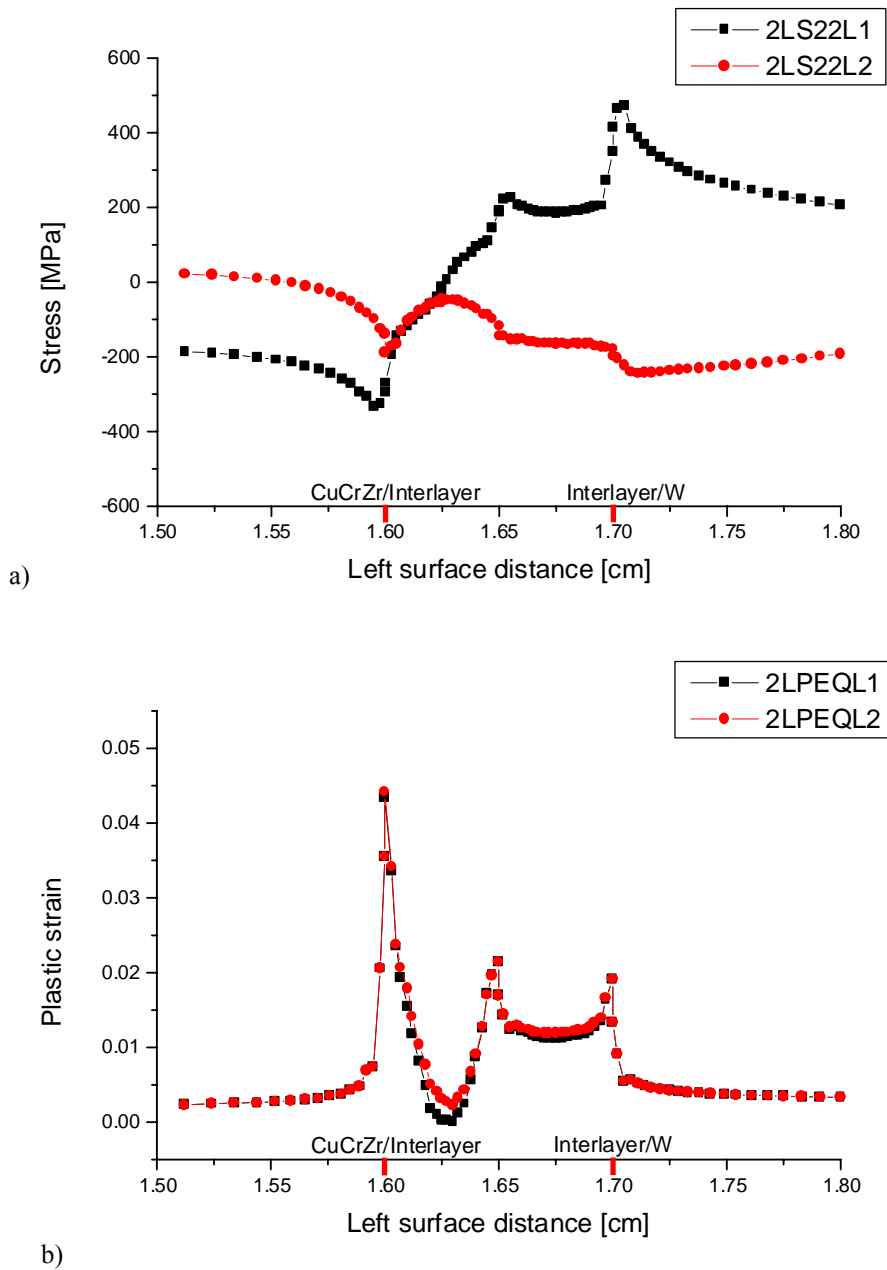 2LS22L1
2LS22L2
600
400
200
0
-200
-400
-600
Stress [MPa]
CuCrZr/Interlayer
Interlayer/W
1.50
1.55
1.60
1.65
1.70
1.75
1.80
Left surface distance [cm]
a)
2LPEQL1
2LPEQL2
0.05
0.04
0.03
0.02
0.01
0.00
Plastic strain
CuCrZr/Interlayer
Interlayer/W
1.50
1.55
1.60
1.65
1.70
1.75
1.80
Left surface distance [cm]
b)